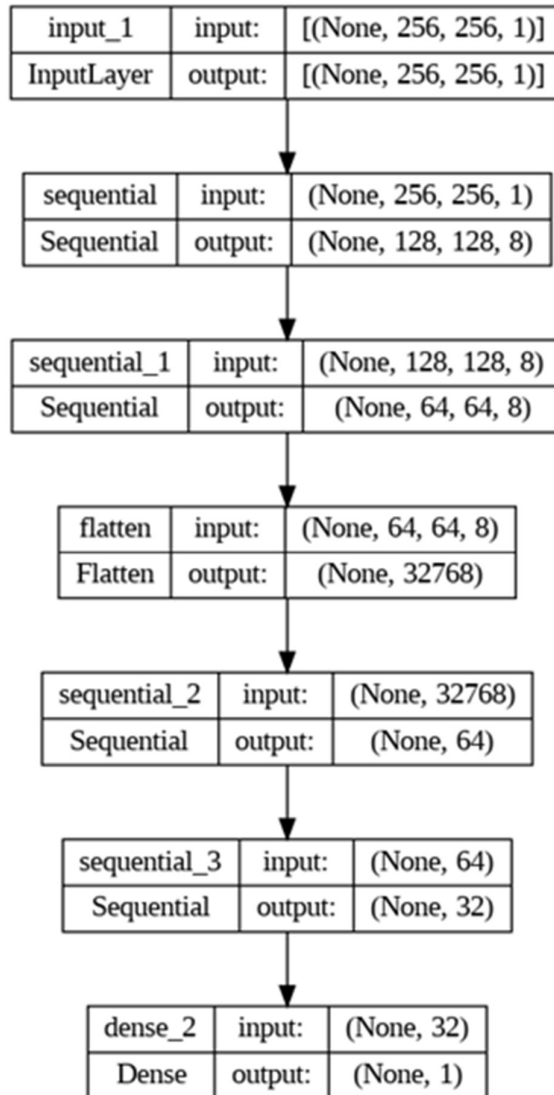 input_1 input: [(None, 256, 256, 1)]
InputLayer output: [(None, 256, 256, 1)]
sequential input: (None, 256, 256, 1)
Sequential output: (None, 128, 128, 8)
sequential_1 input: (None, 128, 128, 8)
Sequential output: (None, 64, 64, 8)
flatten input: (None, 64, 64, 8)
Flatten output: (None, 32768)
sequential_2 input: (None, 32768)
Sequential output: (None, 64)
sequential_3 input: (None, 64)
Sequential output: (None, 32)
dense_2 input: (None, 32)
Dense output: (None, 1)